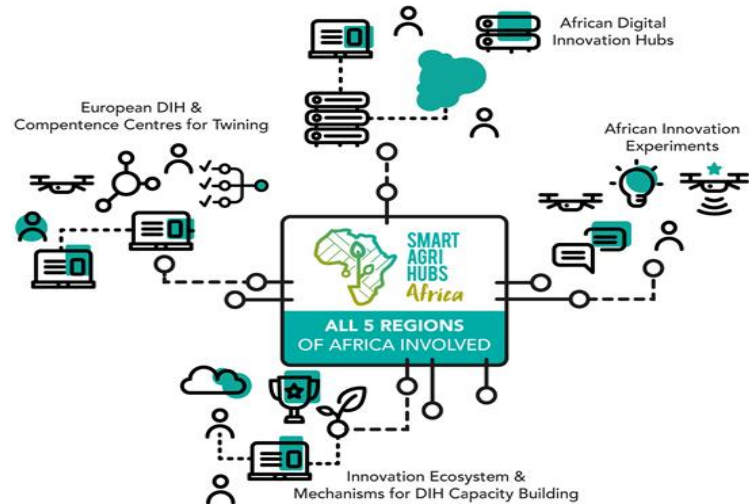 African Digital
Innovation Hubs
European DIH &
Compentence Centres for Twining
African Innovation
Experiments
SMART
AGRI
HUBS
Africa
ALL 5 REGIONS
OF AFRICA INVOLVED
Innovation Ecosystem &
Mechanisms for DIH Capacity Building